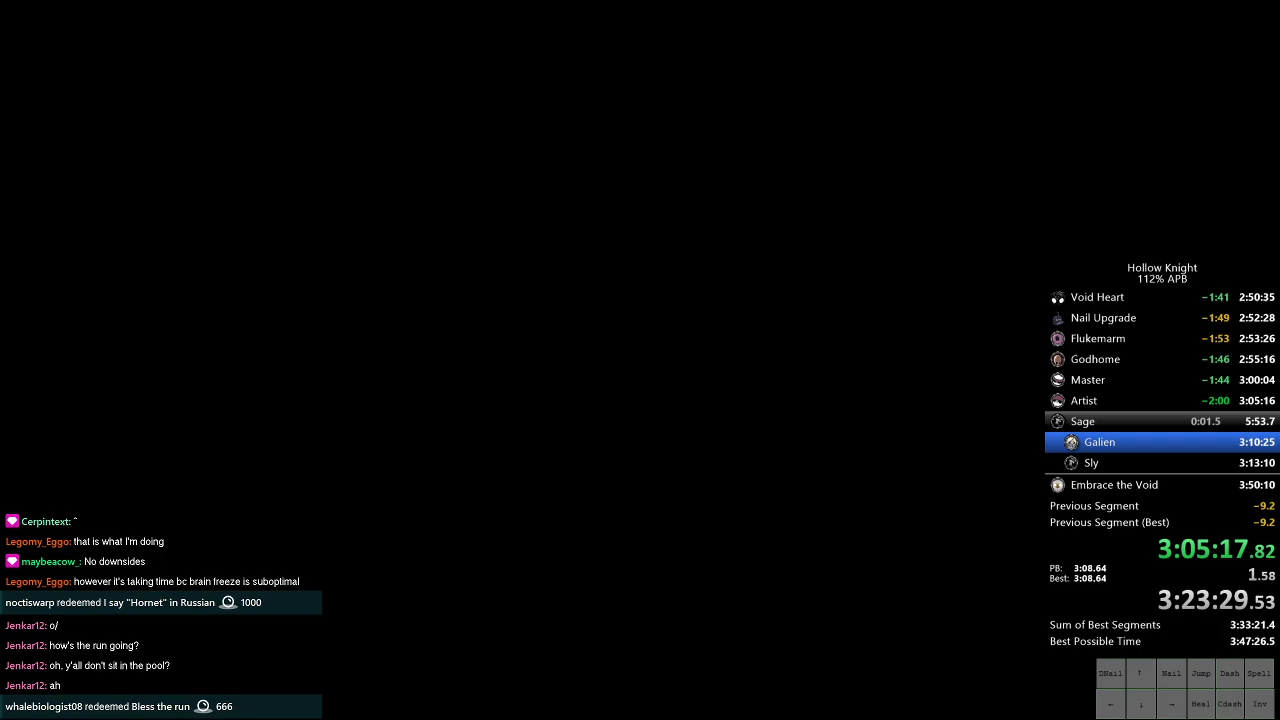 Hollow Knight
112% APB
Void Heart −1:41 2:50:35
Nail Upgrade −1:49 2:52:28
Flukemarm −1:53 2:53:26
Godhome −1:46 2:55:16
Master −1:44 3:00:04
Artist −2:00 3:05:16
Sage 0:01.5 5:53.7
Galien 3:10:25
Sly 3:13:10
Embrace the Void 3:50:10
Previous Segment −9.2
Previous Segment (Best) −9.2
3:05:17.82
PB: 3:08.64
Best: 3:08.64
1.58
3:23:29.53
Sum of Best Segments 3:33:21.4
Best Possible Time 3:47:26.5
DNail ↑ Nail Jump Dash Spell
← ↓ → Heal Cdash Inv
Cerpintext: ^
Legomy_Eggo: that is what I'm doing
maybeacow_: No downsides
Legomy_Eggo: however it's taking time bc brain freeze is suboptimal
noctiswarp redeemed I say "Hornet" in Russian 1000
Jenkar12: o/
Jenkar12: how's the run going?
Jenkar12: oh, y'all don't sit in the pool?
Jenkar12: ah
whalebiologist08 redeemed Bless the run 666